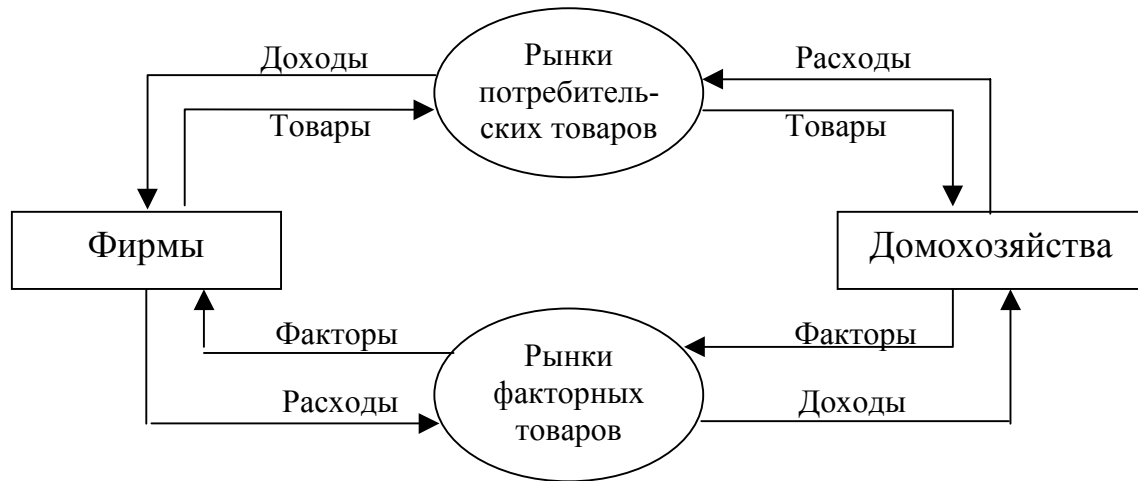 Доходы
Рынки
потребитель-
ских товаров
Расходы
Товары
Товары
Фирмы
Домохозяйства
Факторы
Рынки
факторных
товаров
Факторы
Расходы
Доходы